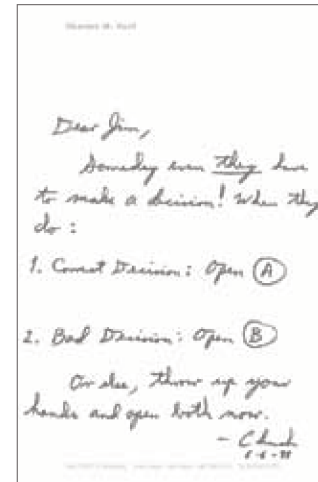 Dear Jim,
Someday even they have
to make a decision! When they
do:
1. Correct Decision: Open (A)
2. Bad Decision: Open (B)
Or else, throw up your
hands and open both now.
- Chuck